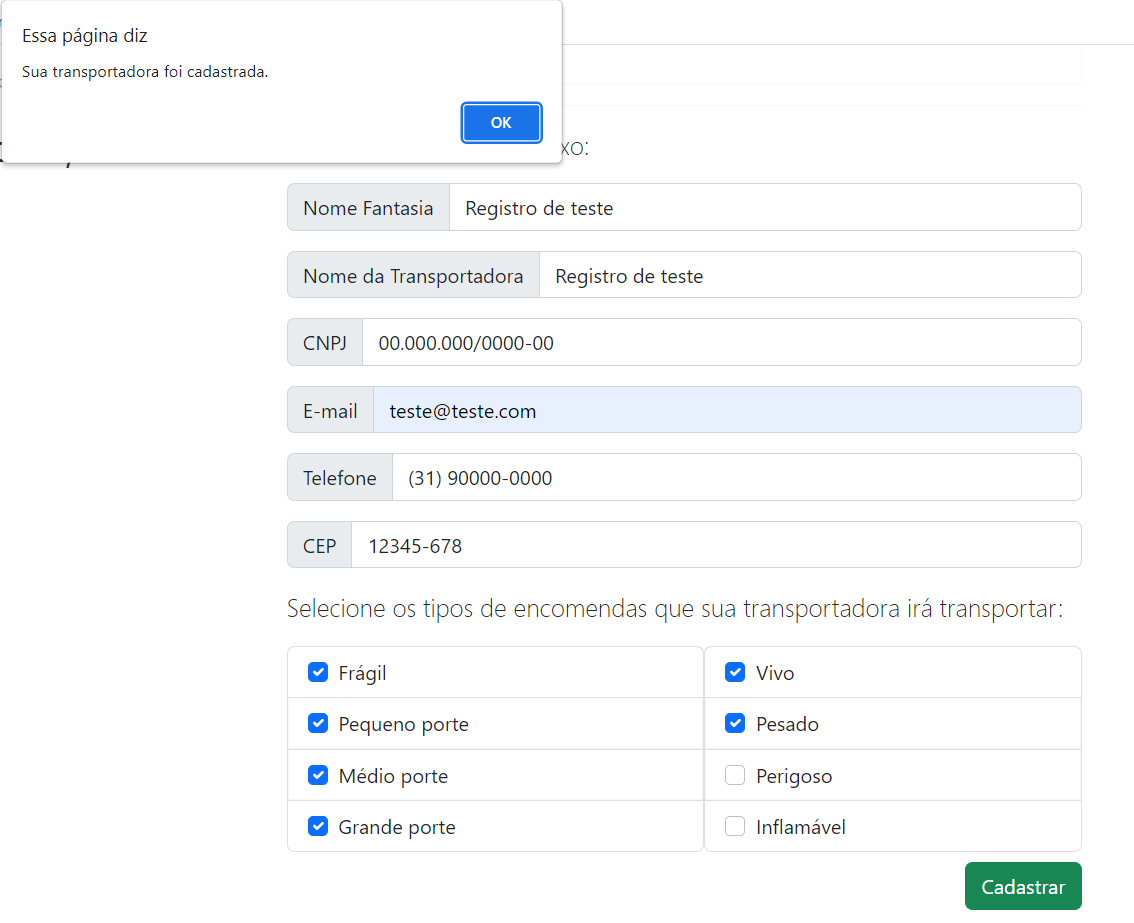 Essa página diz
Sua transportadora foi cadastrada.
OK
xo:
Nome Fantasia Registro de teste
Nome da Transportadora Registro de teste
CNPJ 00.000.000/0000-00
E-mail teste@teste.com
Telefone (31) 90000-0000
CEP 12345-678
Selecione os tipos de encomendas que sua transportadora irá transportar:
Frágil Vivo
Pequeno porte Pesado
Médio porte Perigoso
Grande porte Inflamável
Cadastrar